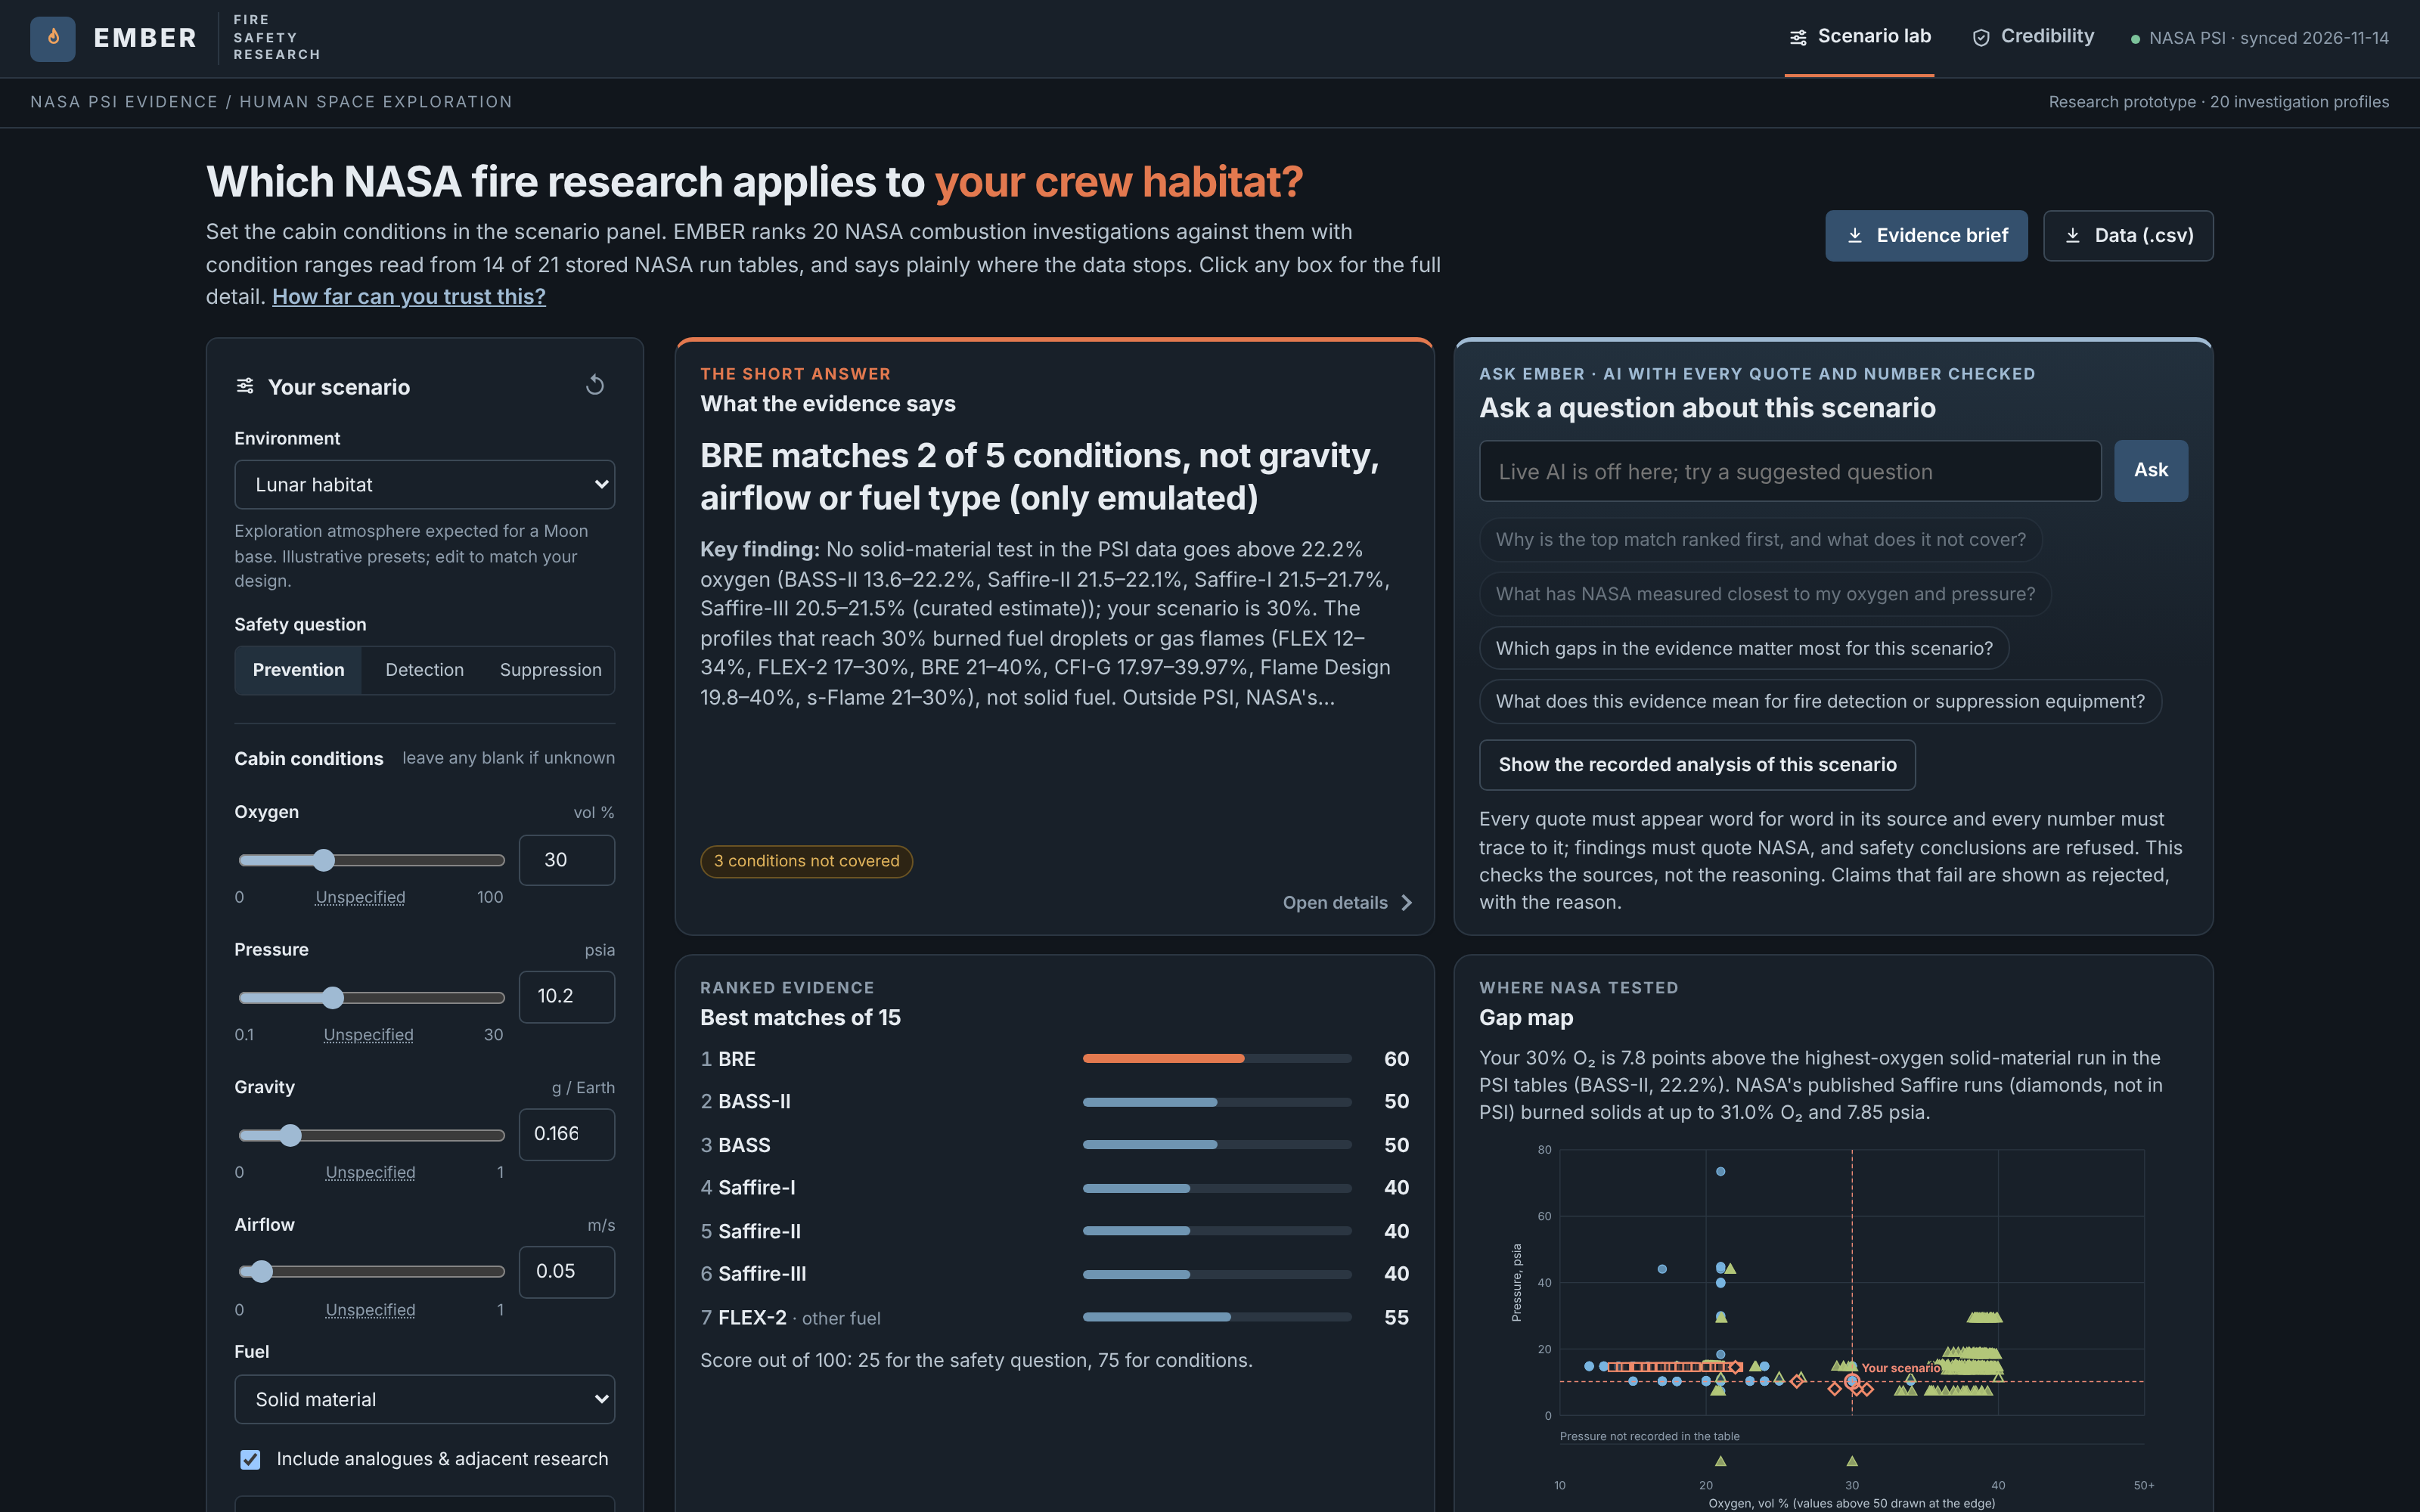 EMBER
FIRE
SAFETY
RESEARCH
Scenario lab
Credibility
NASA PSI · synced 2026-11-14
NASA PSI EVIDENCE / HUMAN SPACE EXPLORATION
Research prototype · 20 investigation profiles
Which NASA fire research applies to your crew habitat?
Set the cabin conditions in the scenario panel. EMBER ranks 20 NASA combustion investigations against them with
condition ranges read from 14 of 21 stored NASA run tables, and says plainly where the data stops. Click any box for the full
detail. How far can you trust this?
Evidence brief
Data (.csv)
Your scenario
Environment
Lunar habitat
Exploration atmosphere expected for a Moon
base. Illustrative presets; edit to match your
design.
Safety question
Prevention
Detection
Suppression
Cabin conditions
leave any blank if unknown
Oxygen
vol %
30
0
Unspecified
100
Pressure
psia
10.2
0.1
Unspecified
30
Gravity
g / Earth
0.166
0
Unspecified
1
Airflow
m/s
0.05
0
Unspecified
1
Fuel
Solid material
Include analogues & adjacent research
THE SHORT ANSWER
What the evidence says
BRE matches 2 of 5 conditions, not gravity,
airflow or fuel type (only emulated)
Key finding: No solid-material test in the PSI data goes above 22.2%
oxygen (BASS-II 13.6–22.2%, Saffire-II 21.5–22.1%, Saffire-I 21.5–21.7%,
Saffire-III 20.5–21.5% (curated estimate)); your scenario is 30%. The
profiles that reach 30% burned fuel droplets or gas flames (FLEX 12–
34%, FLEX-2 17–30%, BRE 21–40%, CFI-G 17.97–39.97%, Flame Design
19.8–40%, s-Flame 21–30%), not solid fuel. Outside PSI, NASA's...
3 conditions not covered
Open details
ASK EMBER · AI WITH EVERY QUOTE AND NUMBER CHECKED
Ask a question about this scenario
Live AI is off here; try a suggested question
Ask
Why is the top match ranked first, and what does it not cover?
What has NASA measured closest to my oxygen and pressure?
Which gaps in the evidence matter most for this scenario?
What does this evidence mean for fire detection or suppression equipment?
Show the recorded analysis of this scenario
Every quote must appear word for word in its source and every number must
trace to it; findings must quote NASA, and safety conclusions are refused. This
checks the sources, not the reasoning. Claims that fail are shown as rejected,
with the reason.
RANKED EVIDENCE
Best matches of 15
1 BRE 60
2 BASS-II 50
3 BASS 50
4 Saffire-I 40
5 Saffire-II 40
6 Saffire-III 40
7 FLEX-2 · other fuel 55
Score out of 100: 25 for the safety question, 75 for conditions.
WHERE NASA TESTED
Gap map
Your 30% O₂ is 7.8 points above the highest-oxygen solid-material run in the
PSI tables (BASS-II, 22.2%). NASA's published Saffire runs (diamonds, not in
PSI) burned solids at up to 31.0% O₂ and 7.85 psia.
80
60
40
20
0
Pressure, psia
Your scenario
Pressure not recorded in the table
10
20
30
40
50+
Oxygen, vol % (values above 50 drawn at the edge)